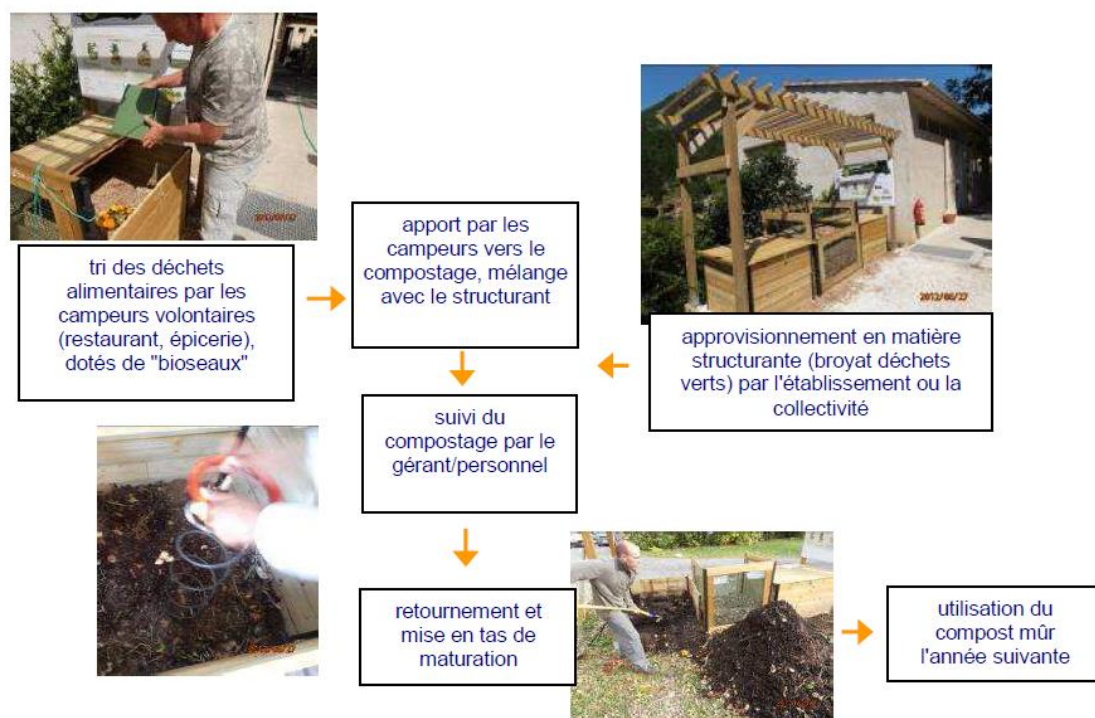 tri des déchets
alimentaires par les
campeurs volontaires
(restaurant, épicerie),
dotés de "bioseaux"
apport par les
campeurs vers le
compostage, mélange
avec le structurant
2012/06/27
approvisionnement en matière
structurante (broyat déchets
verts) par l'établissement ou la
collectivité
suivi du
compostage par le
gérant/personnel
retournement et
mise en tas de
maturation
utilisation du
compost mûr
l'année suivante